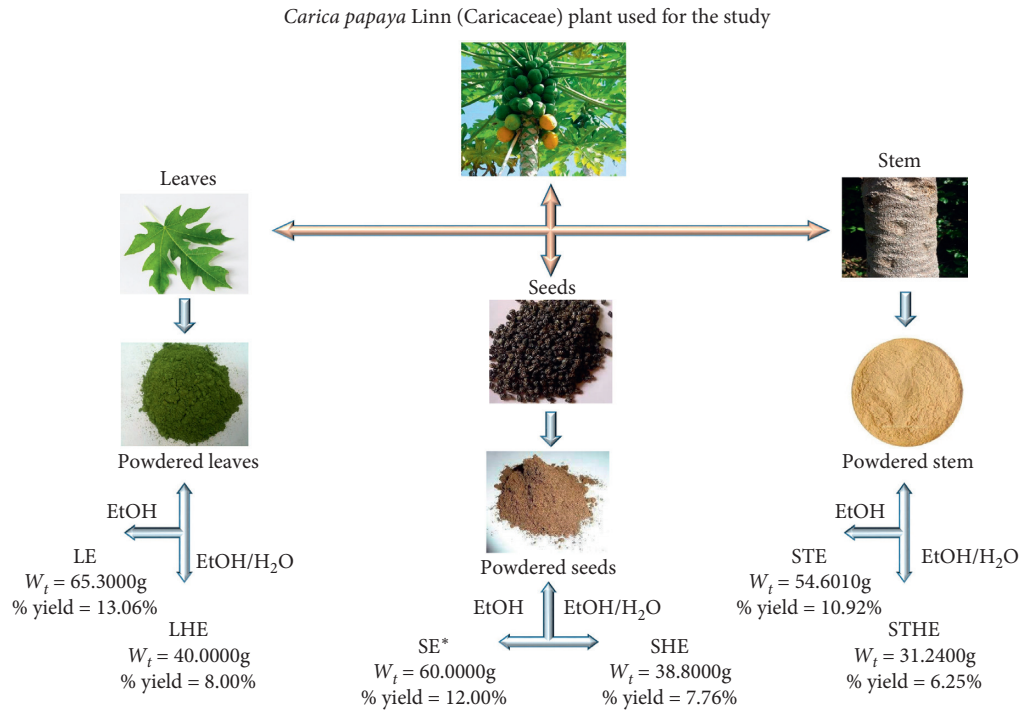 Carica papaya Linn (Caricaceae) plant used for the study
Leaves
Stem
Seeds
Powdered leaves
Powdered stem
Powdered seeds
EtOH
EtOH/H₂O
LE
Wt = 65.3000g
% yield = 13.06%
LHE
Wt = 40.0000g
% yield = 8.00%
EtOH
EtOH/H₂O
SE*
Wt = 60.0000g
% yield = 12.00%
SHE
Wt = 38.8000g
% yield = 7.76%
EtOH
EtOH/H₂O
STE
Wt = 54.6010g
% yield = 10.92%
STHE
Wt = 31.2400g
% yield = 6.25%